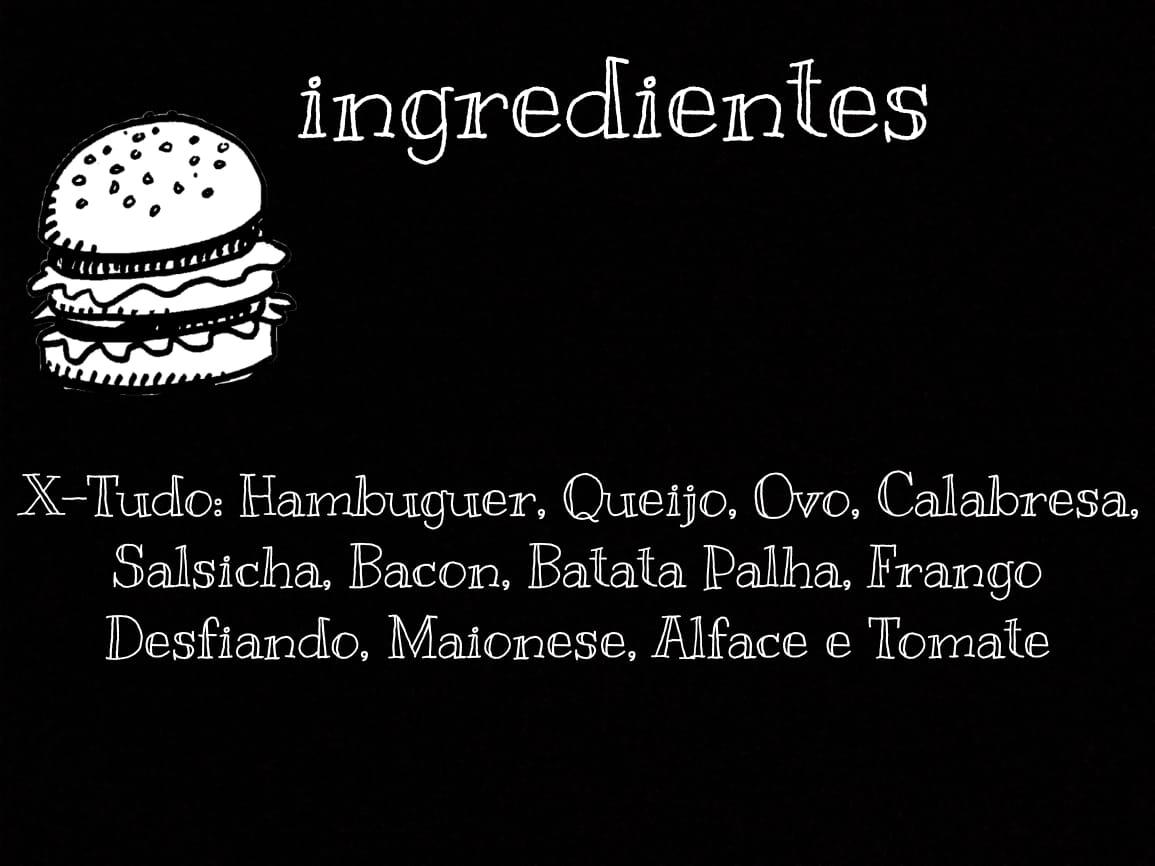 ingredientes
X-Tudo: Hambuguer, Queijo, Ovo, Calabresa,
Salsicha, Bacon, Batata Palha, Frango
Desfiando, Maionese, Alface e Tomate